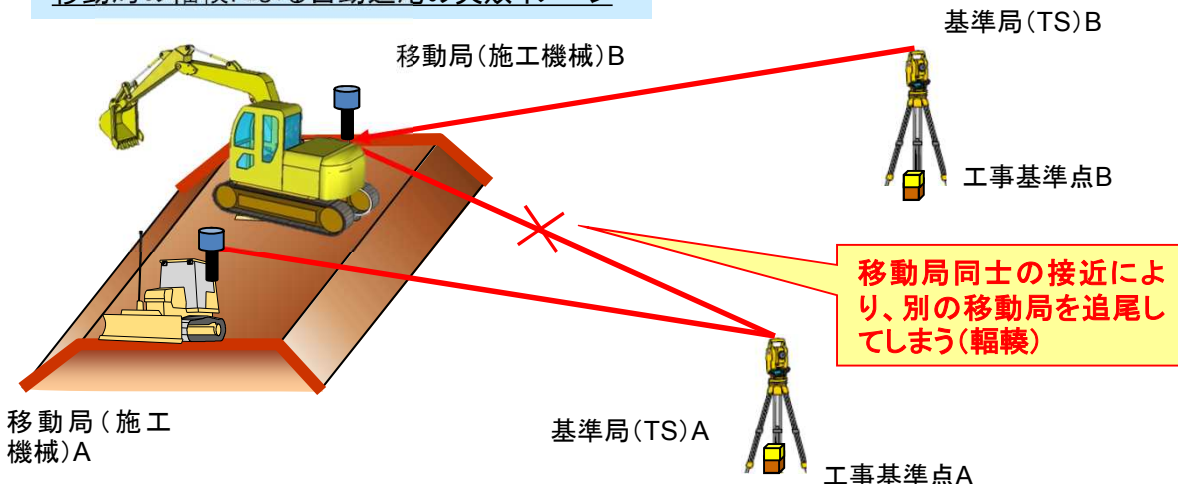 基準局(TS)B
移動局(施工機械)B
工事基準点B
移動局同士の接近によ
り、別の移動局を追尾し
てしまう(輻輳)
移動局(施工
機械)A
基準局(TS)A
工事基準点A